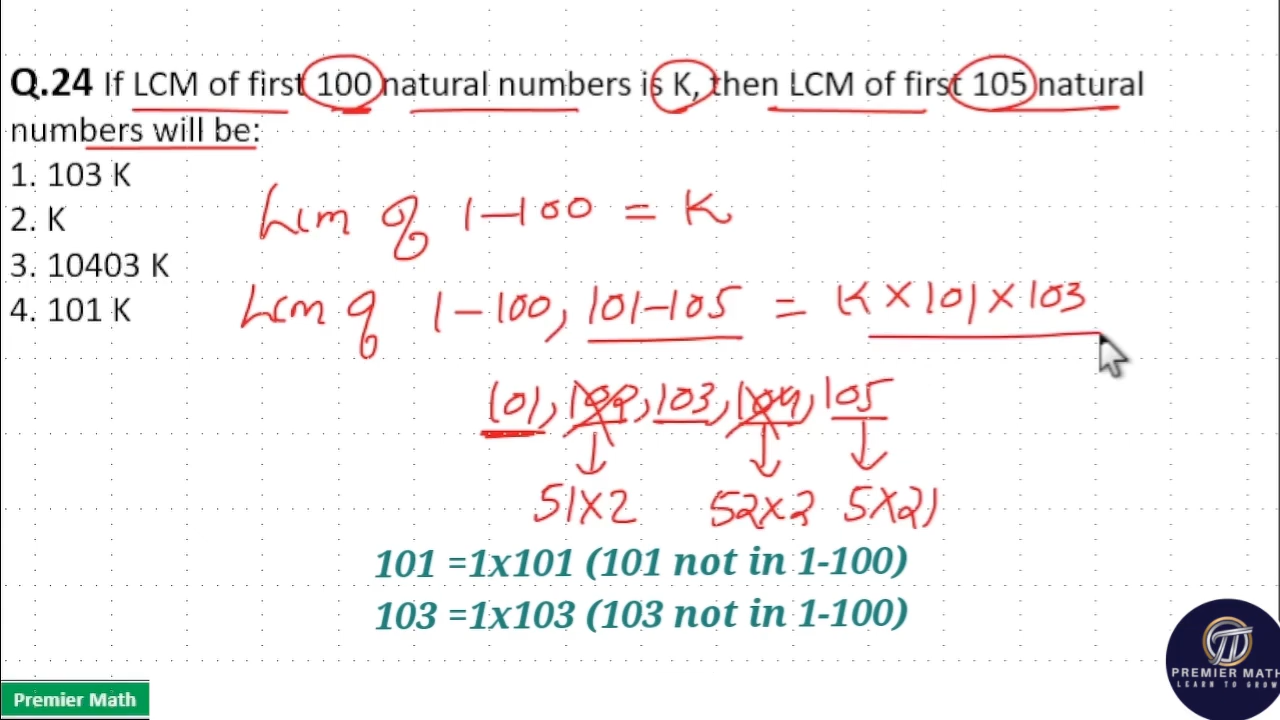 Q.24 If LCM of first 100 natural numbers is K, then LCM of first 105 natural
numbers will be:
1. 103 K
2. K
3. 10403 K
4. 101 K
Lcm of 1-100 = K
Lcm of 1-100, 101-105 = K×101×103
101, 102, 103, 104, 105
51×2 52×2 5×21
101 =1x101 (101 not in 1-100)
103 =1x103 (103 not in 1-100)
Premier Math
PREMIER MATH
LEARN TO GROW